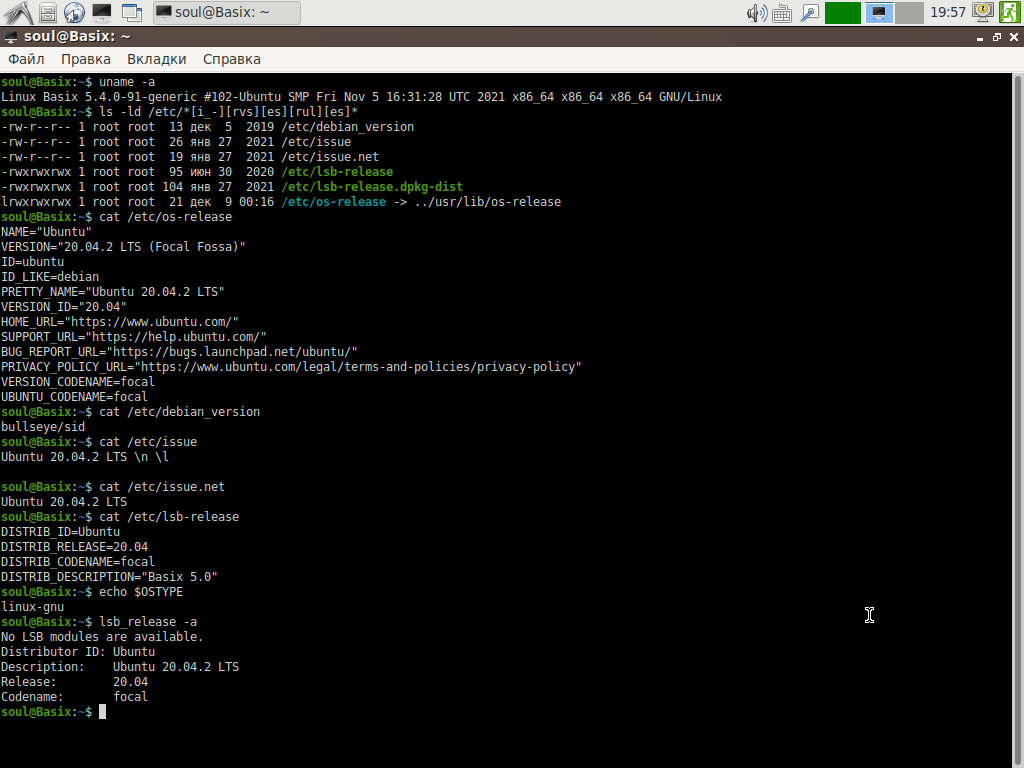 soul@Basix: ~
19:57
soul@Basix: ~
Файл Правка Вкладки Справка
soul@Basix:~$ uname -a
Linux Basix 5.4.0-91-generic #102-Ubuntu SMP Fri Nov 5 16:31:28 UTC 2021 x86_64 x86_64 x86_64 GNU/Linux
soul@Basix:~$ ls -ld /etc/*[i_-][rvs][es][rul][es]*
-rw-r--r-- 1 root root  13 дек  5  2019 /etc/debian_version
-rw-r--r-- 1 root root  26 янв 27  2021 /etc/issue
-rw-r--r-- 1 root root  19 янв 27  2021 /etc/issue.net
-rwxrwxrwx 1 root root  95 июн 30  2020 /etc/lsb-release
-rwxrwxrwx 1 root root 104 янв 27  2021 /etc/lsb-release.dpkg-dist
lrwxrwxrwx 1 root root  21 дек  9 00:16 /etc/os-release -> ../usr/lib/os-release
soul@Basix:~$ cat /etc/os-release
NAME="Ubuntu"
VERSION="20.04.2 LTS (Focal Fossa)"
ID=ubuntu
ID_LIKE=debian
PRETTY_NAME="Ubuntu 20.04.2 LTS"
VERSION_ID="20.04"
HOME_URL="https://www.ubuntu.com/"
SUPPORT_URL="https://help.ubuntu.com/"
BUG_REPORT_URL="https://bugs.launchpad.net/ubuntu/"
PRIVACY_POLICY_URL="https://www.ubuntu.com/legal/terms-and-policies/privacy-policy"
VERSION_CODENAME=focal
UBUNTU_CODENAME=focal
soul@Basix:~$ cat /etc/debian_version
bullseye/sid
soul@Basix:~$ cat /etc/issue
Ubuntu 20.04.2 LTS \n \l
soul@Basix:~$ cat /etc/issue.net
Ubuntu 20.04.2 LTS
soul@Basix:~$ cat /etc/lsb-release
DISTRIB_ID=Ubuntu
DISTRIB_RELEASE=20.04
DISTRIB_CODENAME=focal
DISTRIB_DESCRIPTION="Basix 5.0"
soul@Basix:~$ echo $OSTYPE
linux-gnu
soul@Basix:~$ lsb_release -a
No LSB modules are available.
Distributor ID: Ubuntu
Description:    Ubuntu 20.04.2 LTS
Release:        20.04
Codename:       focal
soul@Basix:~$